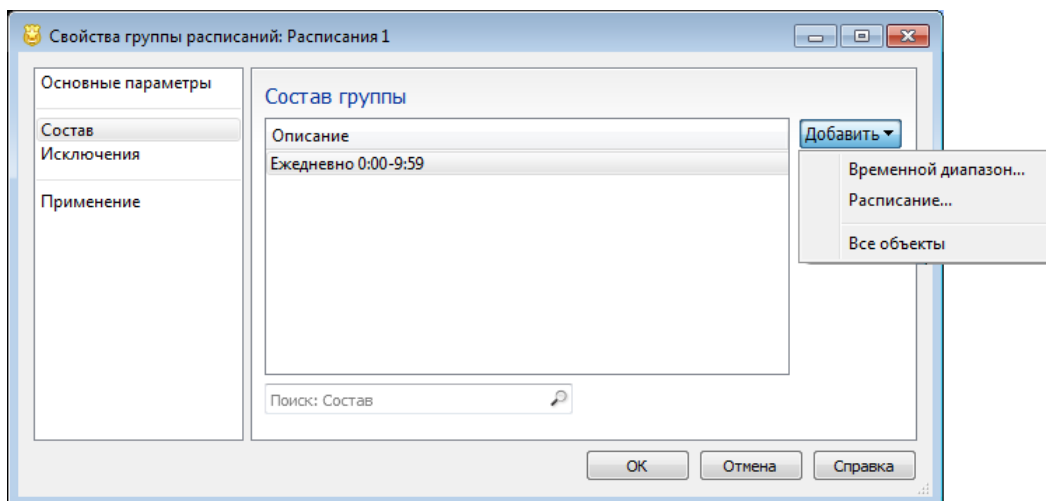 Свойства группы расписаний: Расписания 1
Основные параметры
Состав
Исключения
Применение
Состав группы
Описание
Ежедневно 0:00-9:59
Добавить
Временной диапазон...
Расписание...
Все объекты
Поиск: Состав
ОК
Отмена
Справка